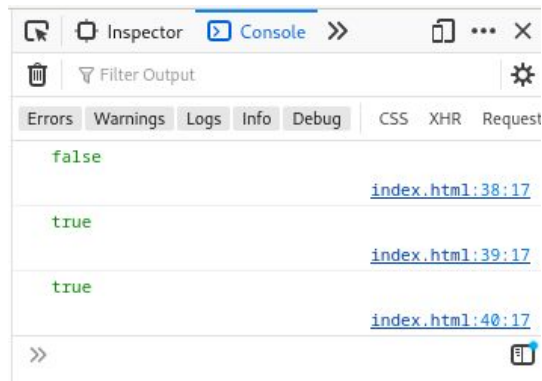 Inspector Console
Filter Output
Errors Warnings Logs Info Debug CSS XHR Request
false
index.html:38:17
true
index.html:39:17
true
index.html:40:17